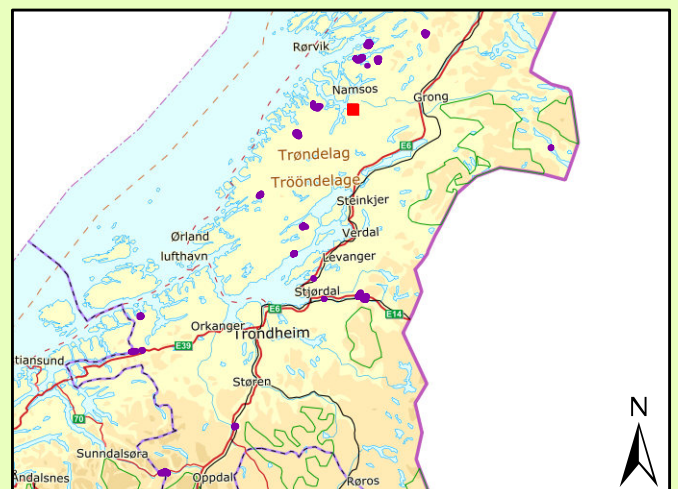 Rørvik
Namsos
Grong
E6
Trøndelag
Trööndelage
Steinkjer
Verdal
Ørland
lufthavn
Levanger
Stjørdal
E6
E14
Orkanger
Trondheim
E39
tiansund
Støren
70
Sunndalsøra
Åndalsnes
Oppdal
Røros
N